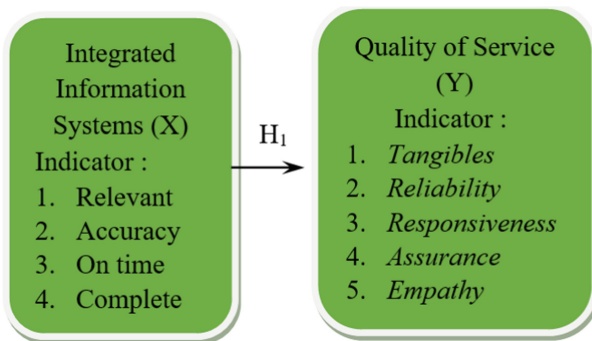 Integrated
Information
Systems (X)
Indicator :
1. Relevant
2. Accuracy
3. On time
4. Complete
H₁
Quality of Service
(Y)
Indicator :
1. Tangibles
2. Reliability
3. Responsiveness
4. Assurance
5. Empathy